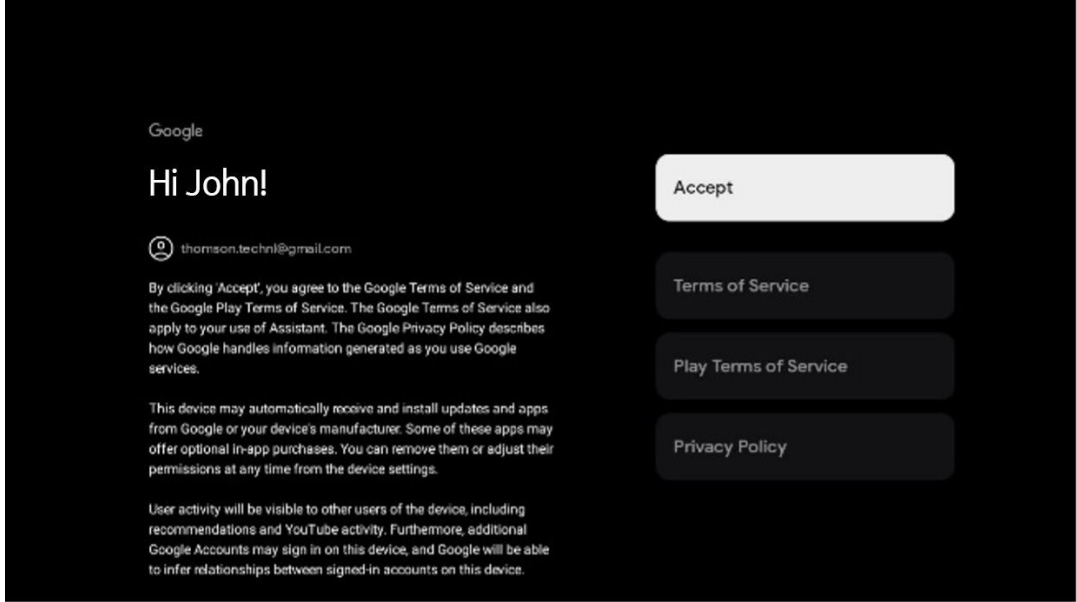 Google
Hi John!
thomson.technl@gmail.com
By clicking 'Accept', you agree to the Google Terms of Service and
the Google Play Terms of Service. The Google Terms of Service also
apply to your use of Assistant. The Google Privacy Policy describes
how Google handles information generated as you use Google
services.
This device may automatically receive and install updates and apps
from Google or your device's manufacturer. Some of these apps may
offer optional in-app purchases. You can remove them or adjust their
permissions at any time from the device settings.
User activity will be visible to other users of the device, including
recommendations and YouTube activity. Furthermore, additional
Google Accounts may sign in on this device, and Google will be able
to infer relationships between signed-in accounts on this device.
Accept
Terms of Service
Play Terms of Service
Privacy Policy